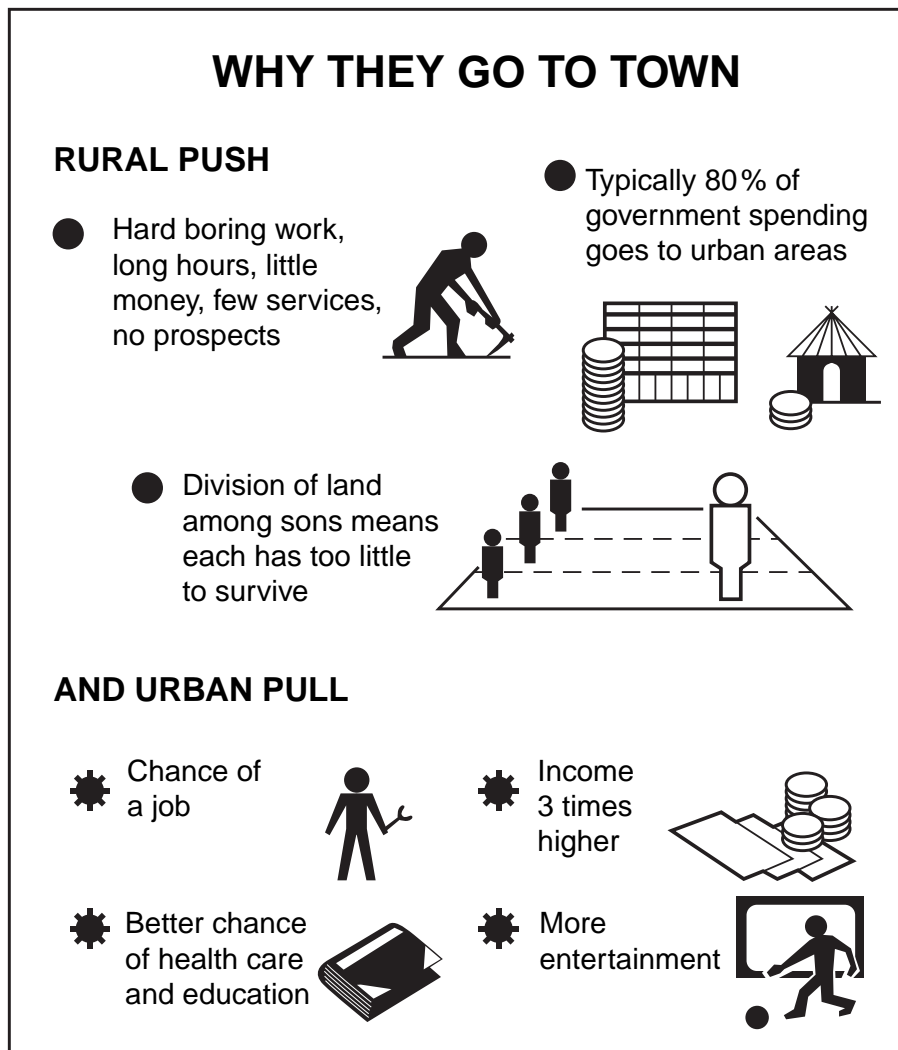 WHY THEY GO TO TOWN
RURAL PUSH
Hard boring work,
long hours, little
money, few services,
no prospects
Typically 80% of
government spending
goes to urban areas
Division of land
among sons means
each has too little
to survive
AND URBAN PULL
Chance of
a job
Income
3 times
higher
Better chance
of health care
and education
More
entertainment